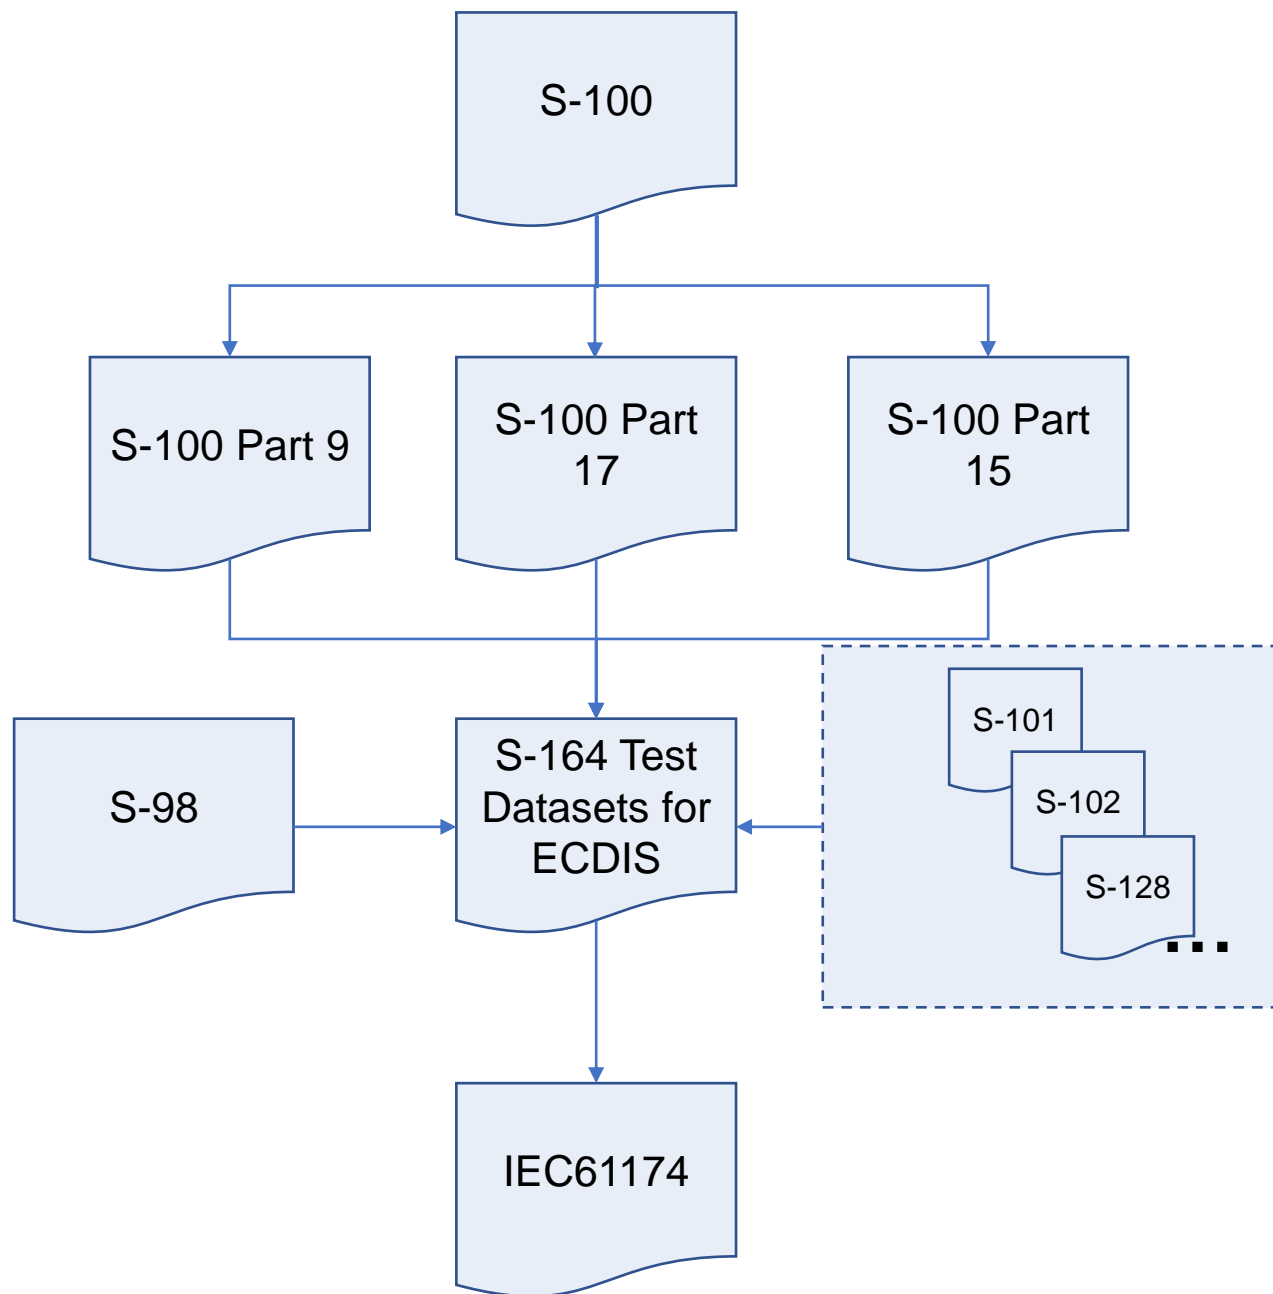 S-100
S-100 Part 9
S-100 Part
17
S-100 Part
15
S-98
S-164 Test
Datasets for
ECDIS
S-101
S-102
S-128
...
IEC61174